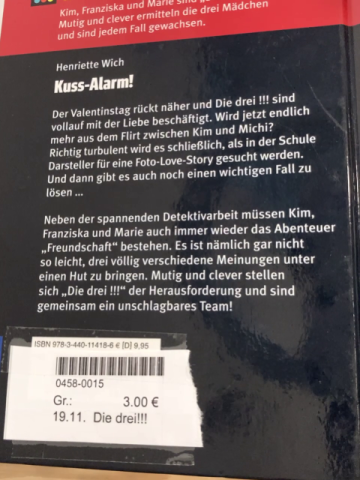 Kim, Franziska und Marie sind
Mutig und clever ermitteln die drei Mädchen
und sind jedem Fall gewachsen.
Henriette Wich
Kuss-Alarm!
Der Valentinstag rückt näher und Die drei !!! sind
vollauf mit der Liebe beschäftigt. Wird jetzt endlich
mehr aus dem Flirt zwischen Kim und Michi?
Richtig turbulent wird es schließlich, als in der Schule
Darsteller für eine Foto-Love-Story gesucht werden.
Und dann gibt es auch noch einen wichtigen Fall zu
lösen ...
Neben der spannenden Detektivarbeit müssen Kim,
Franziska und Marie auch immer wieder das Abenteuer
„Freundschaft“ bestehen. Es ist nämlich gar nicht
so leicht, drei völlig verschiedene Meinungen unter
einen Hut zu bringen. Mutig und clever stellen
sich „Die drei !!!“ der Herausforderung und sind
gemeinsam ein unschlagbares Team!
ISBN 978-3-440-11418-6 € [D] 9,95
0458-0015
Gr.: 3.00 €
19.11. Die drei!!!